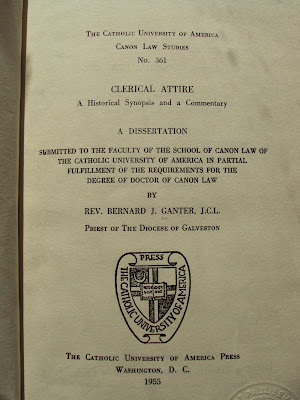 THE CATHOLIC UNIVERSITY OF AMERICA
CANON LAW STUDIES
No. 361
CLERICAL ATTIRE
A Historical Synopsis and a Commentary
A DISSERTATION
SUBMITTED TO THE FACULTY OF THE SCHOOL OF CANON LAW OF
THE CATHOLIC UNIVERSITY OF AMERICA IN PARTIAL
FULFILLMENT OF THE REQUIREMENTS FOR THE
DEGREE OF DOCTOR OF CANON LAW
BY
REV. BERNARD J. GANTER, J.C.L.
PRIEST OF THE DIOCESE OF GALVESTON
PRESS
THE CATHOLIC UNIVERSITY OF AMERICA
THE CATHOLIC UNIVERSITY OF AMERICA PRESS
WASHINGTON, D. C.
1955